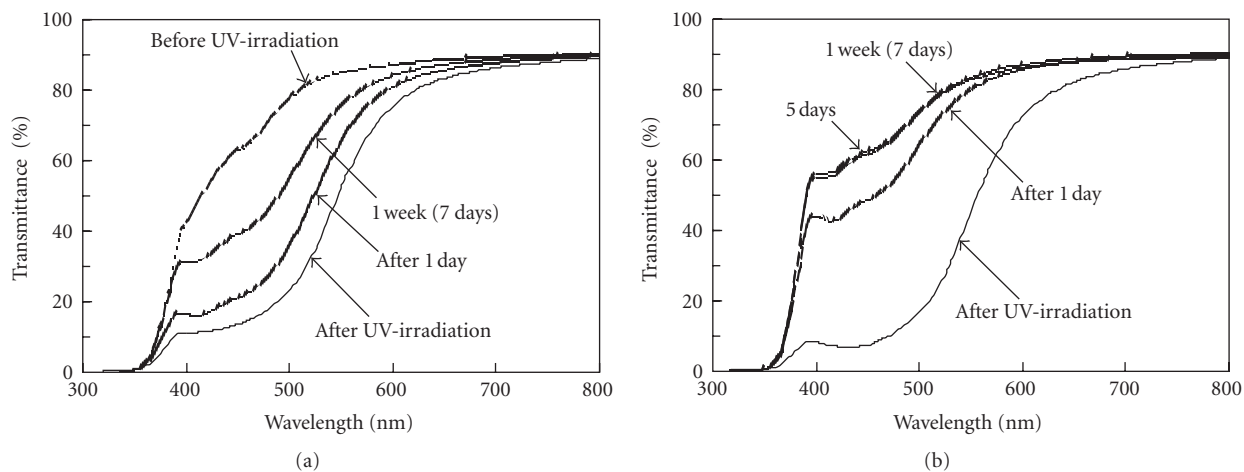 100
80
60
40
20
0
Transmittance (%)
Before UV-irradiation
1 week (7 days)
After 1 day
After UV-irradiation
300 400 500 600 700 800
Wavelength (nm)
(a)
100
80
60
40
20
0
Transmittance (%)
1 week (7 days)
5 days
After 1 day
After UV-irradiation
300 400 500 600 700 800
Wavelength (nm)
(b)